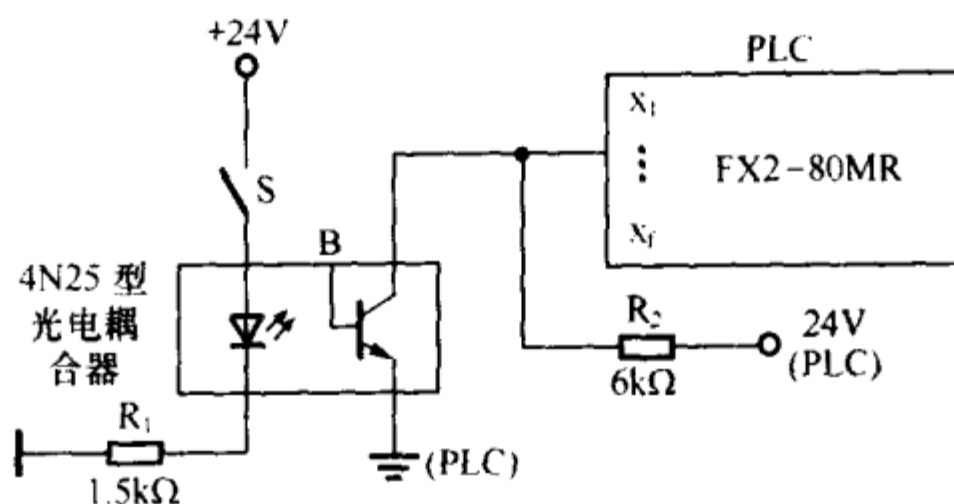 +24V
PLC
X₁
FX2-80MR
S
B
Xf
4N25 型
光电耦
合器
R₂
24V
(PLC)
6kΩ
R₁
(PLC)
1.5kΩ